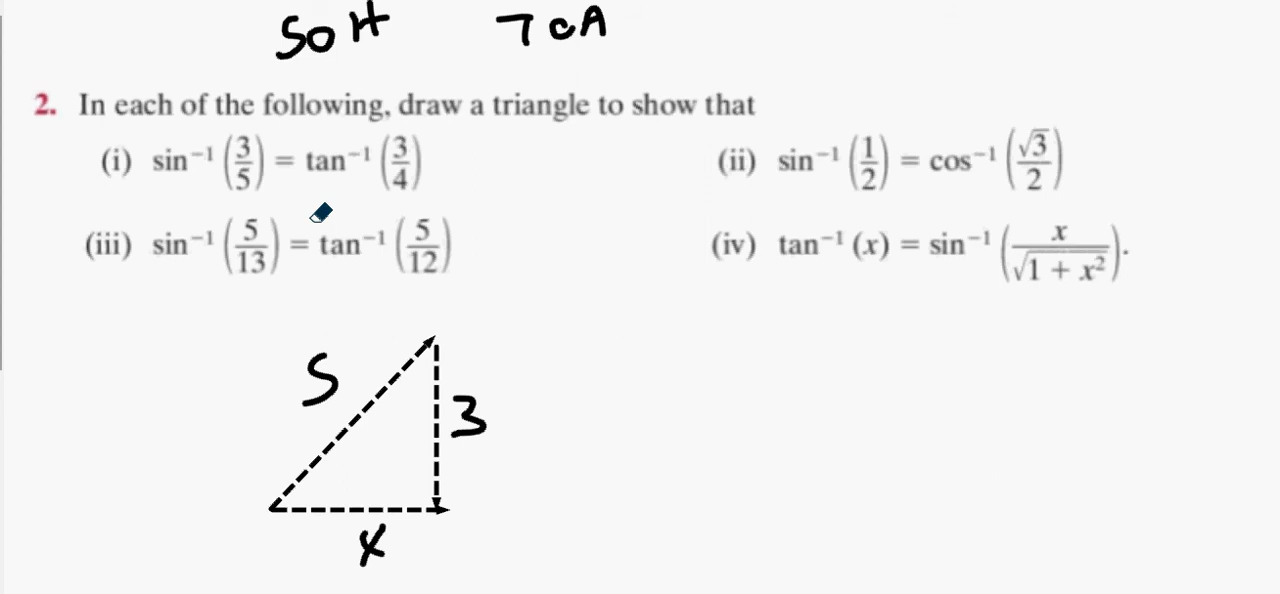 SOH TOA
2. In each of the following, draw a triangle to show that
(i) sin⁻¹ (3/5) = tan⁻¹ (3/4) (ii) sin⁻¹ (1/2) = cos⁻¹ (√3/2)
(iii) sin⁻¹ (5/13) = tan⁻¹ (5/12) (iv) tan⁻¹ (x) = sin⁻¹ (x/√(1 + x²)).
5
3
x